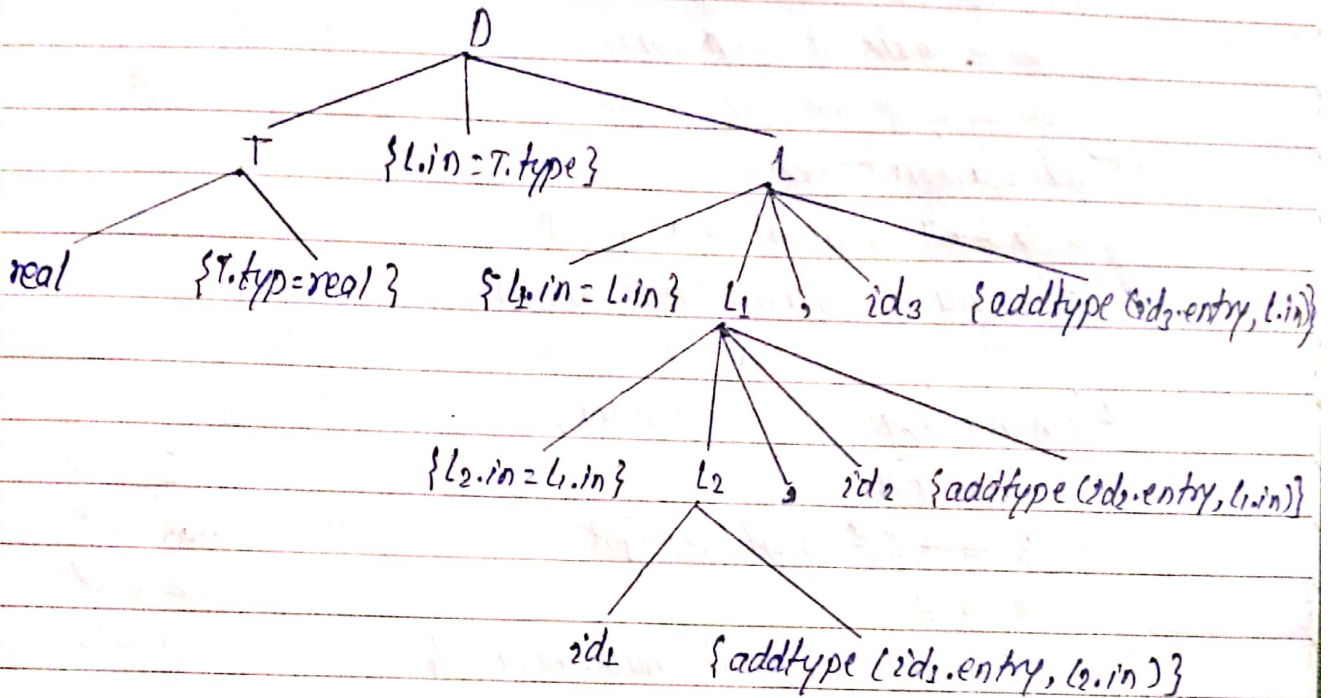 D
T {L.in=T.type} L
real {T.typ=real} {L1.in=L.in} L1 , id3 {addtype (id3.entry, L.in)}
{L2.in=L1.in} L2 , id2 {addtype (id2.entry, L1.in)}
id1 {addtype (id1.entry, L2.in)}